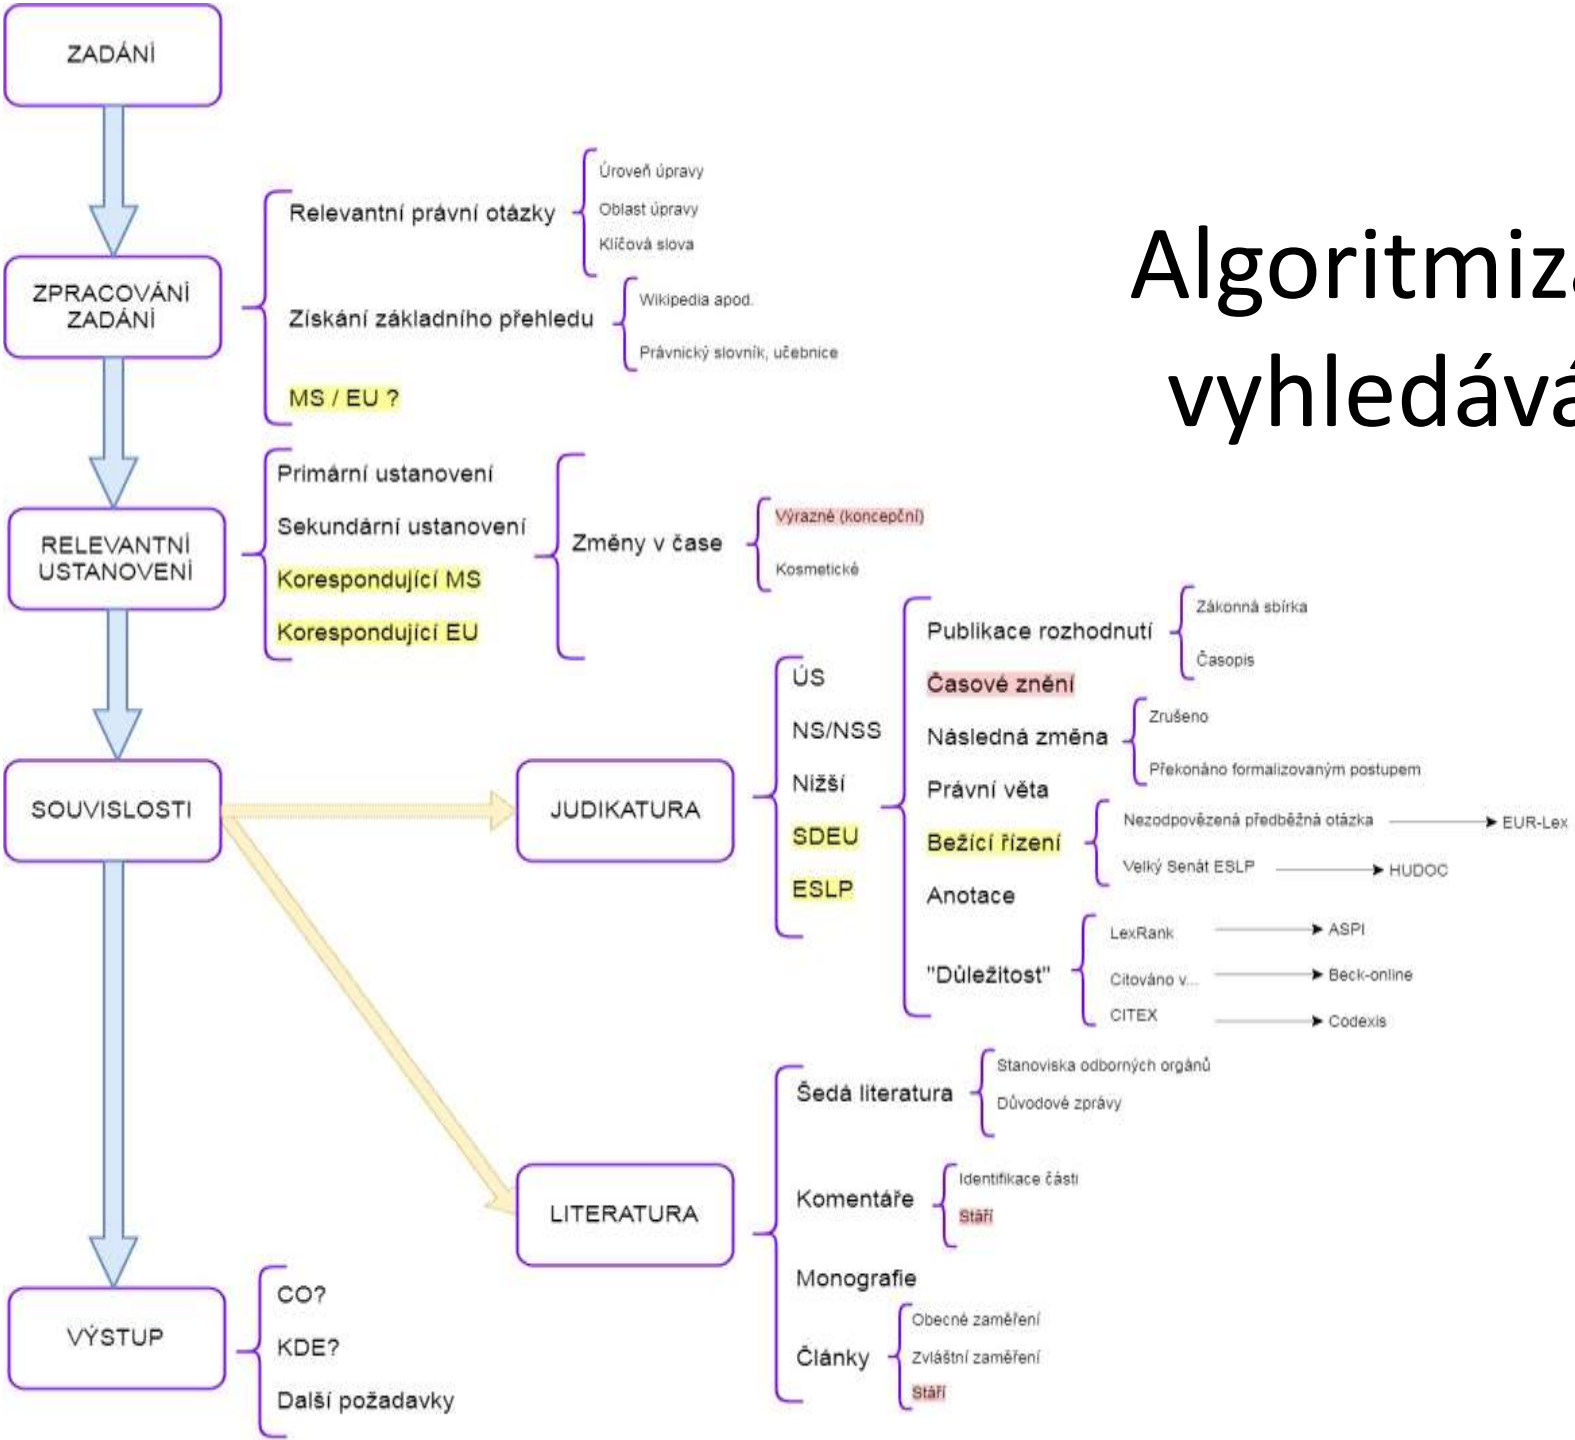 ZADÁNÍ
Algoritmiza
vyhledává
ZPRACOVÁNÍ
ZADÁNÍ
Relevantní právní otázky
Úroveň úpravy
Oblast úpravy
Klíčová slova
Získání základního přehledu
Wikipedia apod.
Právnický slovník, učebnice
MS / EU ?
RELEVANTNÍ
USTANOVENÍ
Primární ustanovení
Sekundární ustanovení
Korespondující MS
Korespondující EU
Změny v čase
Výrazné (koncepční)
Kosmetické
SOUVISLOSTI
JUDIKATURA
ÚS
NS/NSS
Nižší
SDEU
ESLP
Publikace rozhodnutí
Zákonná sbírka
Časopis
Časové znění
Následná změna
Zrušeno
Překonáno formalizovaným postupem
Právní věta
Bežící řízení
Nezodpovězená předběžná otázka
EUR-Lex
Velký Senát ESLP
HUDOC
Anotace
"Důležitost"
LexRank
ASPI
Citováno v...
Beck-online
CITEX
Codexis
LITERATURA
Šedá literatura
Stanoviska odborných orgánů
Důvodové zprávy
Komentáře
Identifikace části
Stáří
Monografie
Články
Obecné zaměření
Zvláštní zaměření
Stáří
VÝSTUP
CO?
KDE?
Další požadavky